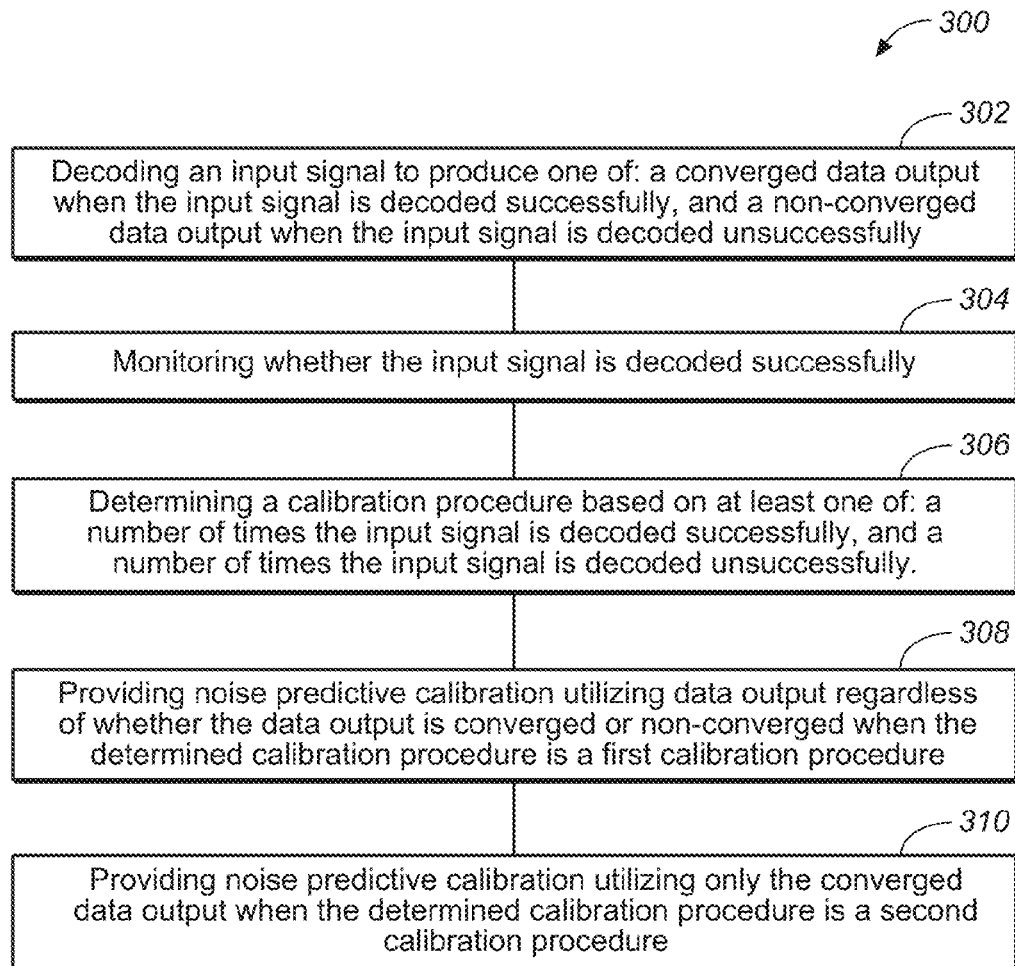 300
302
Decoding an input signal to produce one of: a converged data output
when the input signal is decoded successfully, and a non-converged
data output when the input signal is decoded unsuccessfully
304
Monitoring whether the input signal is decoded successfully
306
Determining a calibration procedure based on at least one of: a
number of times the input signal is decoded successfully, and a
number of times the input signal is decoded unsuccessfully.
308
Providing noise predictive calibration utilizing data output regardless
of whether the data output is converged or non-converged when the
determined calibration procedure is a first calibration procedure
310
Providing noise predictive calibration utilizing only the converged
data output when the determined calibration procedure is a second
calibration procedure